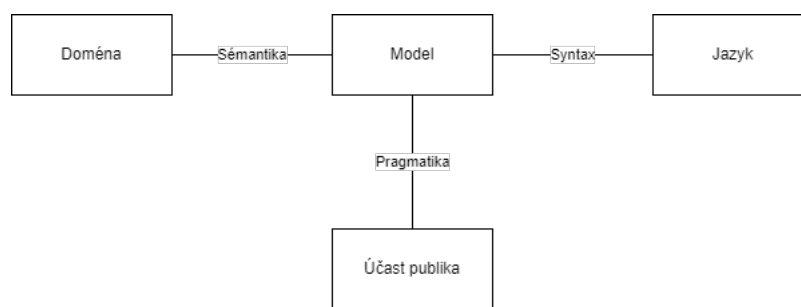 Doména
Sémantika
Model
Syntax
Jazyk
Pragmatika
Účast publika